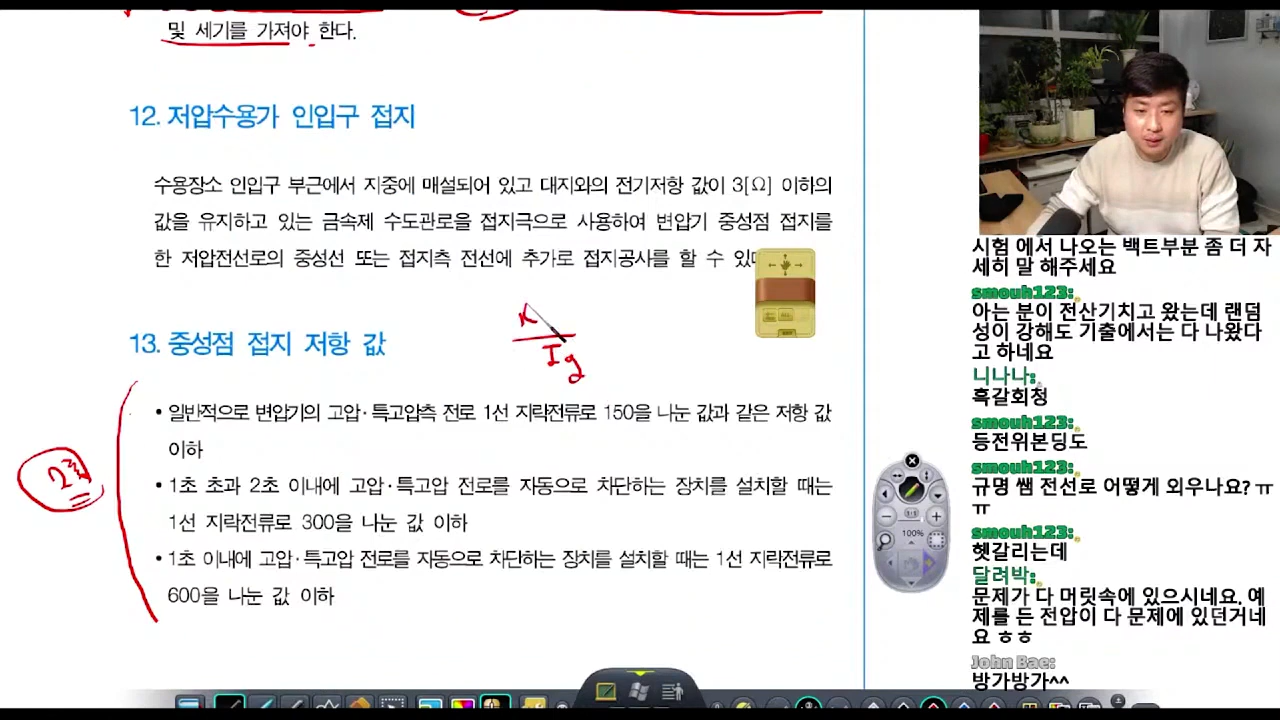 및 세기를 가져야 한다.
12. 저압수용가 인입구 접지
수용장소 인입구 부근에서 지중에 매설되어 있고 대지와의 전기저항 값이 3[Ω] 이하의
값을 유지하고 있는 금속제 수도관로를 접지극으로 사용하여 변압기 중성점 접지를
한 저압전선로의 중성선 또는 접지측 전선에 추가로 접지공사를 할 수 있
K
Ig
13. 중성점 접지 저항 값
• 일반적으로 변압기의 고압·특고압측 전로 1선 지락전류로 150을 나눈 값과 같은 저항 값
이하
• 1초 초과 2초 이내에 고압·특고압 전로를 자동으로 차단하는 장치를 설치할 때는
1선 지락전류로 300을 나눈 값 이하
• 1초 이내에 고압·특고압 전로를 자동으로 차단하는 장치를 설치할 때는 1선 지락전류로
600을 나눈 값 이하
100%
시험 에서 나오는 백트부분 좀 더 자
세히 말 해주세요
smouh123:
아는 분이 전산기치고 왔는데 랜덤
성이 강해도 기출에서는 다 나왔다
고 하네요
니나나:
흑갈회청
smouh123:
등전위본딩도
smouh123:
규명 쌤 전선로 어떻게 외우나요? ㅠ
ㅠ
smouh123:
헷갈리는데
달려박:
문제가 다 머릿속에 있으시네요. 예
제를 든 전압이 다 문제에 있던거네
요 ㅎㅎ
John Bae:
방가방가^^